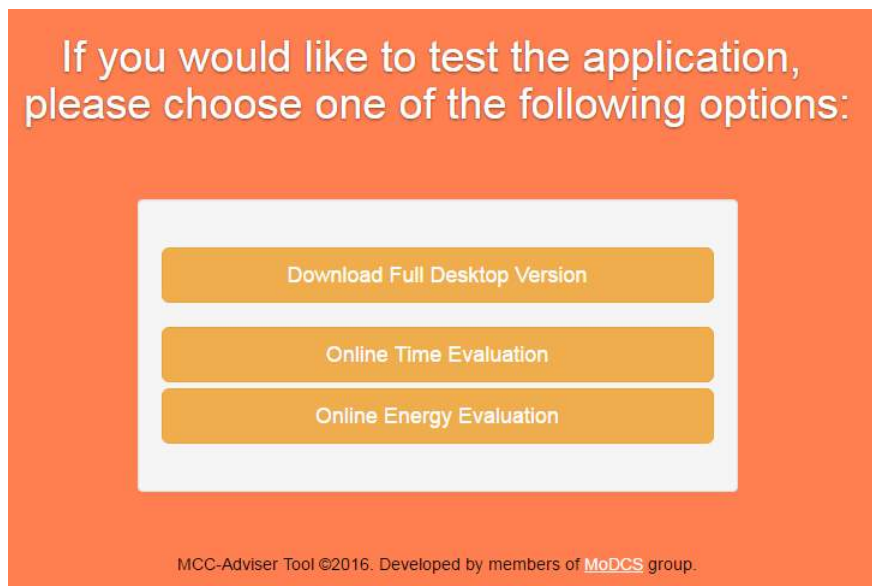 If you would like to test the application,
please choose one of the following options:
Download Full Desktop Version
Online Time Evaluation
Online Energy Evaluation
MCC-Adviser Tool ©2016. Developed by members of MoDCS group.